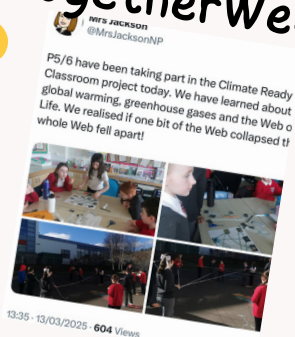 ogetherWe
Mrs Jackson
@MrsJacksonNP
P5/6 have been taking part in the Climate Ready
Classroom project today. We have learned about
global warming, greenhouse gases and the Web o
Life. We realised if one bit of the Web collapsed th
whole Web fell apart!
13:35 · 13/03/2025 · 604 Views